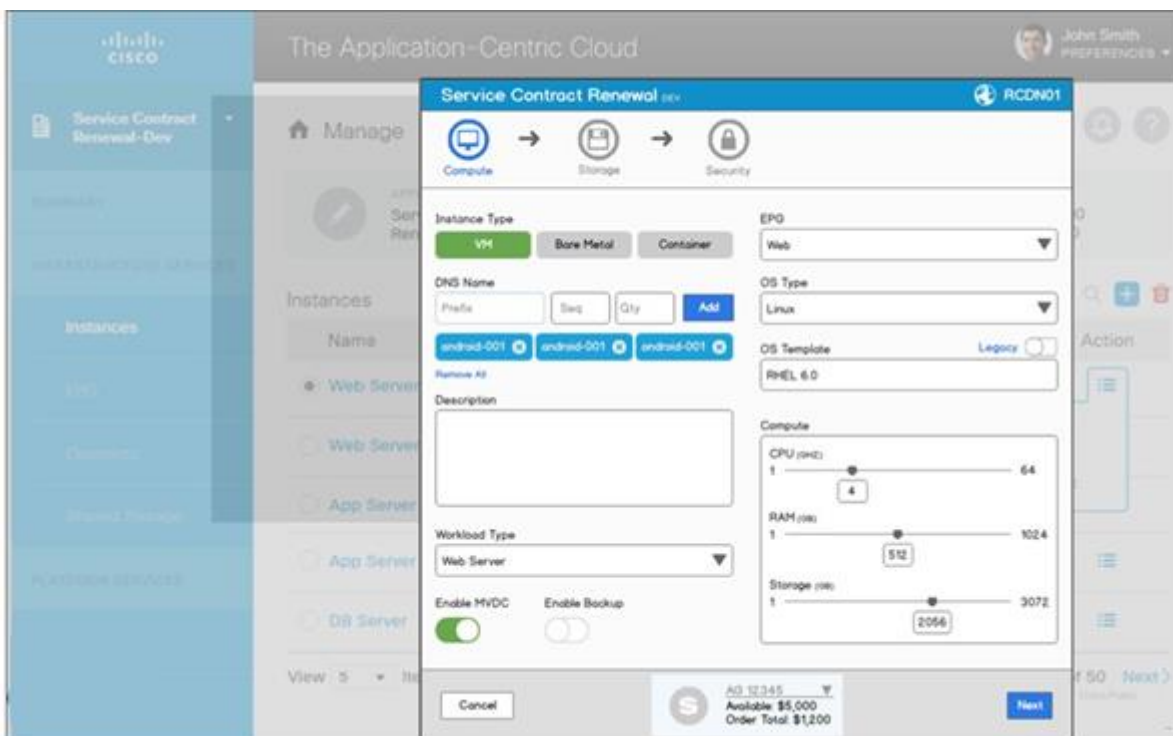 CISCO
The Application-Centric Cloud
John Smith
PREFERENCES
Service Contract
Renewal-Dev
Manage
Instances
Name
Action
Web Server
Web Server
App Server
App Server
DB Server
View 5
of 50 Next
Instances
Service Contract Renewal DEV
RCDN01
Compute
Storage
Security
Instance Type
VM
Bare Metal
Container
DNS Name
Prefix
Seq
Qty
Add
android-001
android-001
android-001
Remove All
Description
Workload Type
Web Server
Enable MVDC
Enable Backup
EPG
Web
OS Type
Linux
OS Template
Legacy
RHEL 6.0
Compute
CPU (GHZ)
1
64
4
RAM (GB)
1
1024
512
Storage (GB)
1
3072
2056
Cancel
S
AG 12345
Available: $5,000
Order Total: $1,200
Next